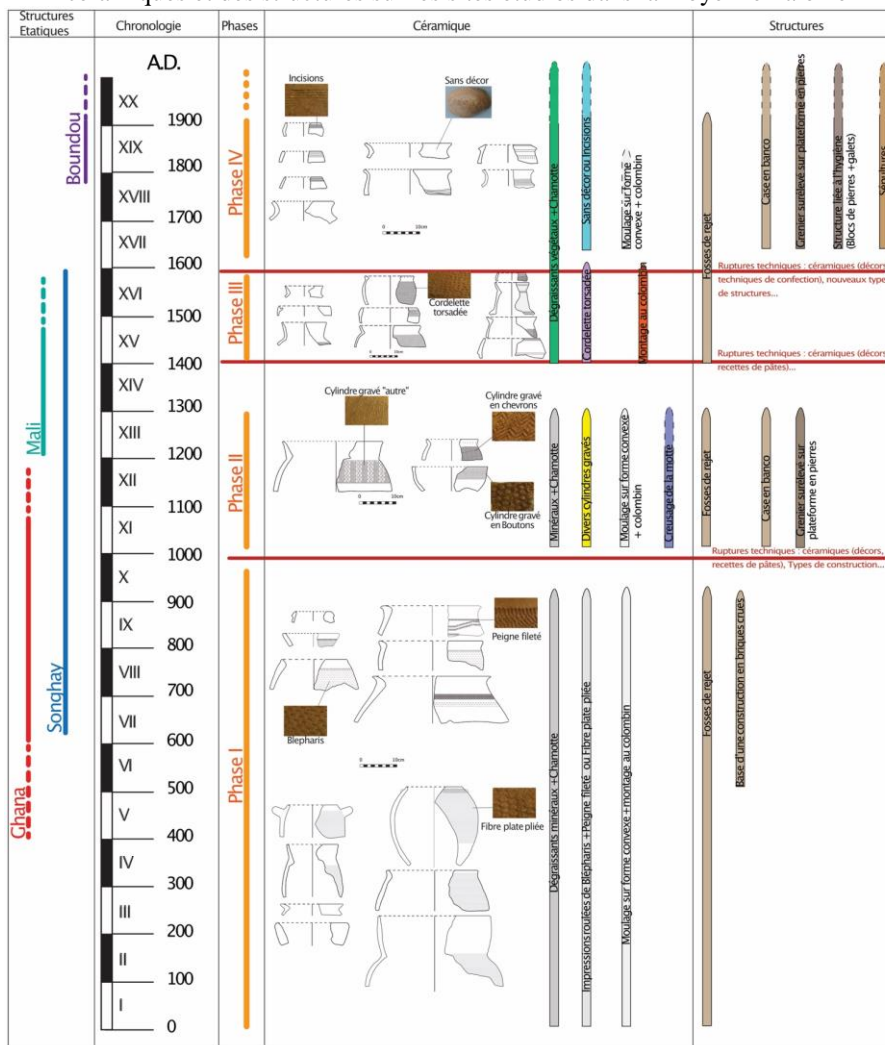 Structures
Etatiques
Chronologie
Phases
Céramique
Structures
A.D.
XX
1900
XIX
1800
XVIII
1700
XVII
1600
XVI
1500
XV
1400
XIV
1300
XIII
1200
XII
1100
XI
1000
X
900
IX
800
VIII
700
VII
600
VI
500
V
400
IV
300
III
200
II
100
I
0
Boundou
Mali
Songhay
Ghana
Phase IV
Incisions
Sans décor
10cm
Dégraissants végétaux +Chamotte
Sans décor ou Incisions
Moulage sur forme
convexe + colombin
Fosses de rejet
Case en banco
Grenier surelevé sur plateforme en pierres
Structure liée à l'hygiène
(Blocs de pierres +galets)
Sépultures
Ruptures techniques : céramiques (décors,
techniques de confection), nouveaux type
de structures...
Phase III
Cordelette
torsadée
10cm
Cordelette torsadée
Montage au colombin
Ruptures techniques : céramiques (décors,
recettes de pâtes)...
Phase II
Cylindre gravé "autre"
Cylindre gravé
en chevrons
Cylindre gravé
en Boutons
10cm
Minéraux +Chamotte
Divers cylindres gravés
Moulage sur forme convexe
+ colombin
Creusage de la motte
Fosses de rejet
Case en banco
Grenier surelevé sur
plateforme en pierres
Ruptures techniques : céramiques (décors,
recettes de pâtes), Types de construction...
Phase I
Peigne fileté
Blepharis
10cm
Fibre plate pliée
Dégraissants minéraux +Chamotte
Impressions roulées de Blépharis +Peigne fileté ou Fibre plate pliée
Moulage sur forme convexe + montage au colombin
Fosses de rejet
Base d'une construction en briques crues